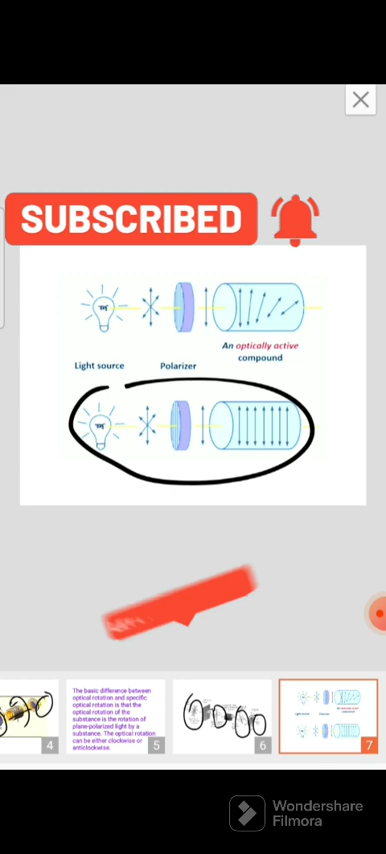 SUBSCRIBED
An optically active
compound
Light source
Polarizer
The basic difference between
optical rotation and specific
optical rotation is that the
optical rotation of the
substance is the rotation of
plane-polarized light by a
substance. The optical rotation
can be either clockwise or
anticlockwise.
4
5
6
7
Wondershare
Filmora